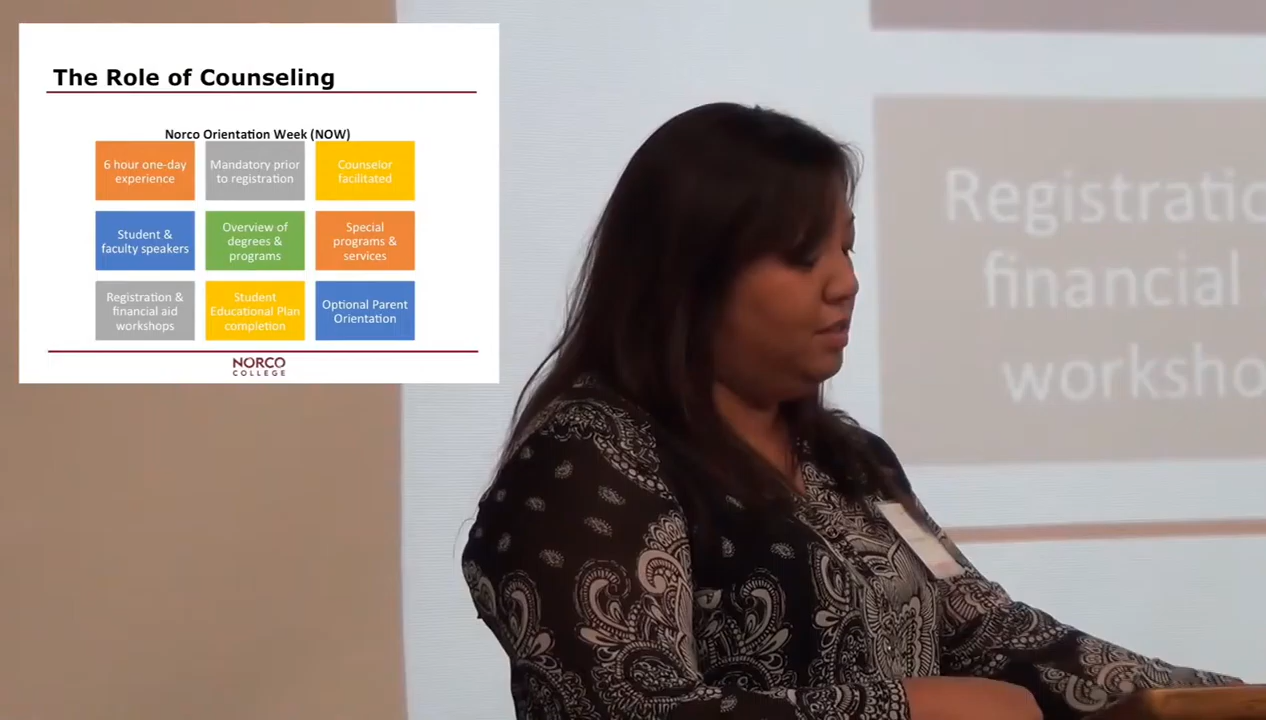 The Role of Counseling
Norco Orientation Week (NOW)
6 hour one-day
experience
Mandatory prior
to registration
Counselor
facilitated
Student &
faculty speakers
Overview of
degrees &
programs
Special
programs &
services
Registration &
financial aid
workshops
Student
Educational Plan
completion
Optional Parent
Orientation
NORCO
COLLEGE
Registratio
financial
worksho